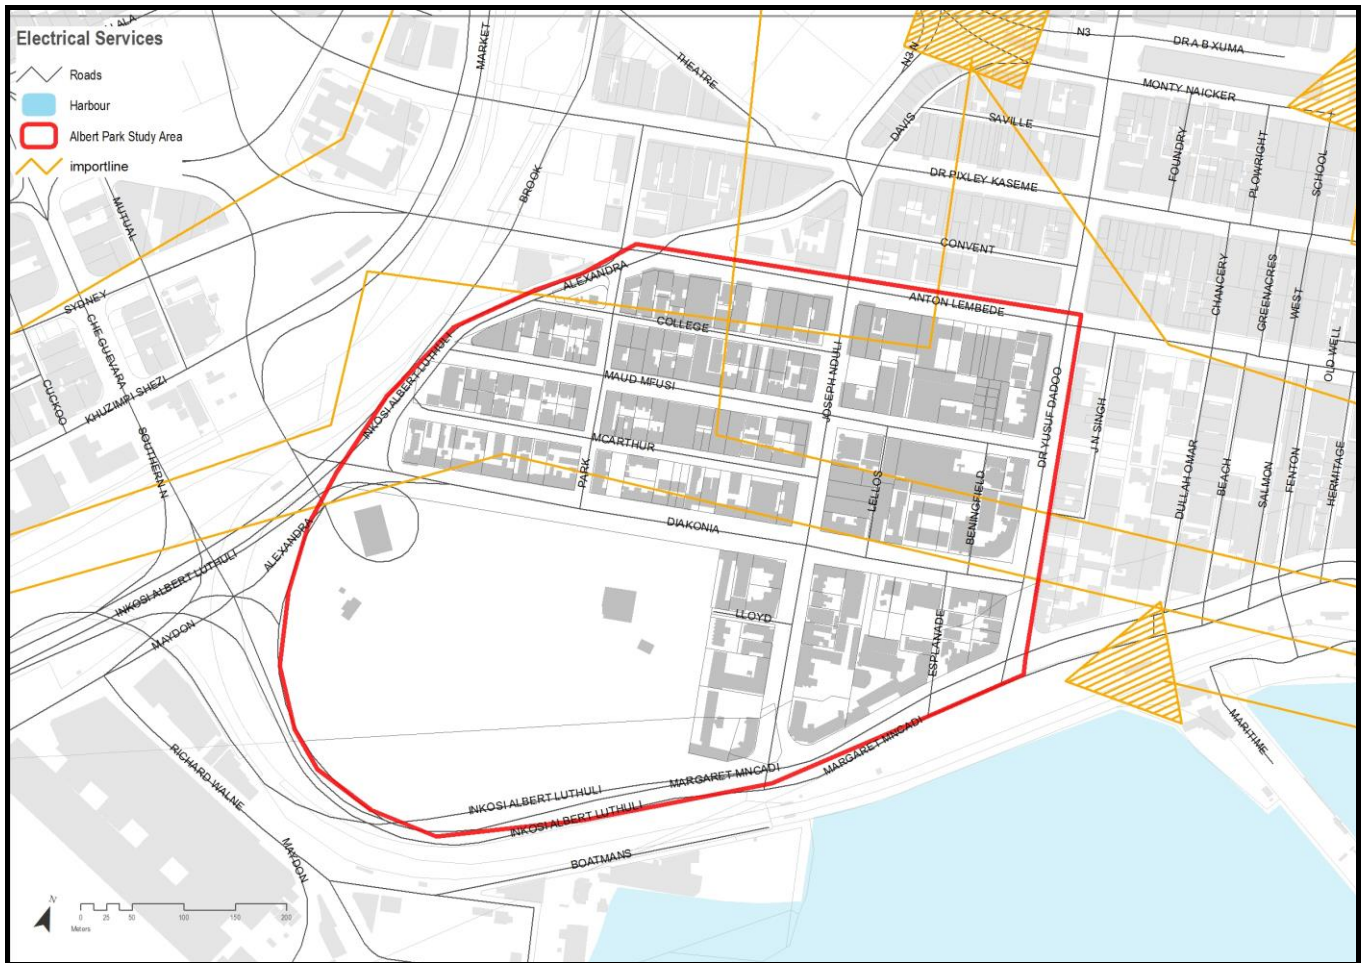 Electrical Services
Roads
Harbour
Albert Park Study Area
importline
MARKET
THEATRE
N3 N
N3
DR A B XUMA
MONTY NAICKER
DAVIS
SAVILLE
FOUNDRY
PLOWRIGHT
SCHOOL
BROOK
DR PIXLEY KASEME
MUTUAL
CONVENT
ALEXANDRA
ANTON LEMBEDE
CHANCERY
GREENACRES
WEST
SYDNEY
CHE GUEVARA
COLLEGE
INKOSI ALBERT LUTHULI
JOSEPH NDULI
OLD WELL
CUCKOO
KHUZIMPI SHEZI
MAUD MFUSI
DR YUSUF DADOO
J N SINGH
MCARTHUR
SOUTHERN N
PARK
LELLOS
BENINGFIELD
DULLAH OMAR
BEACH
SALMON
FENTON
HERMITAGE
DIAKONIA
ALEXANDRA
INKOSI ALBERT LUTHULI
MAYDON
LLOYD
ESPLANADE
MARITIME
RICHARD WALNE
MARGARET MNCADI
MARGARET MNCADI
INKOSI ALBERT LUTHULI
INKOSI ALBERT LUTHULI
MAYDON
BOATMANS
N
0 25 50 100 150 200
Meters